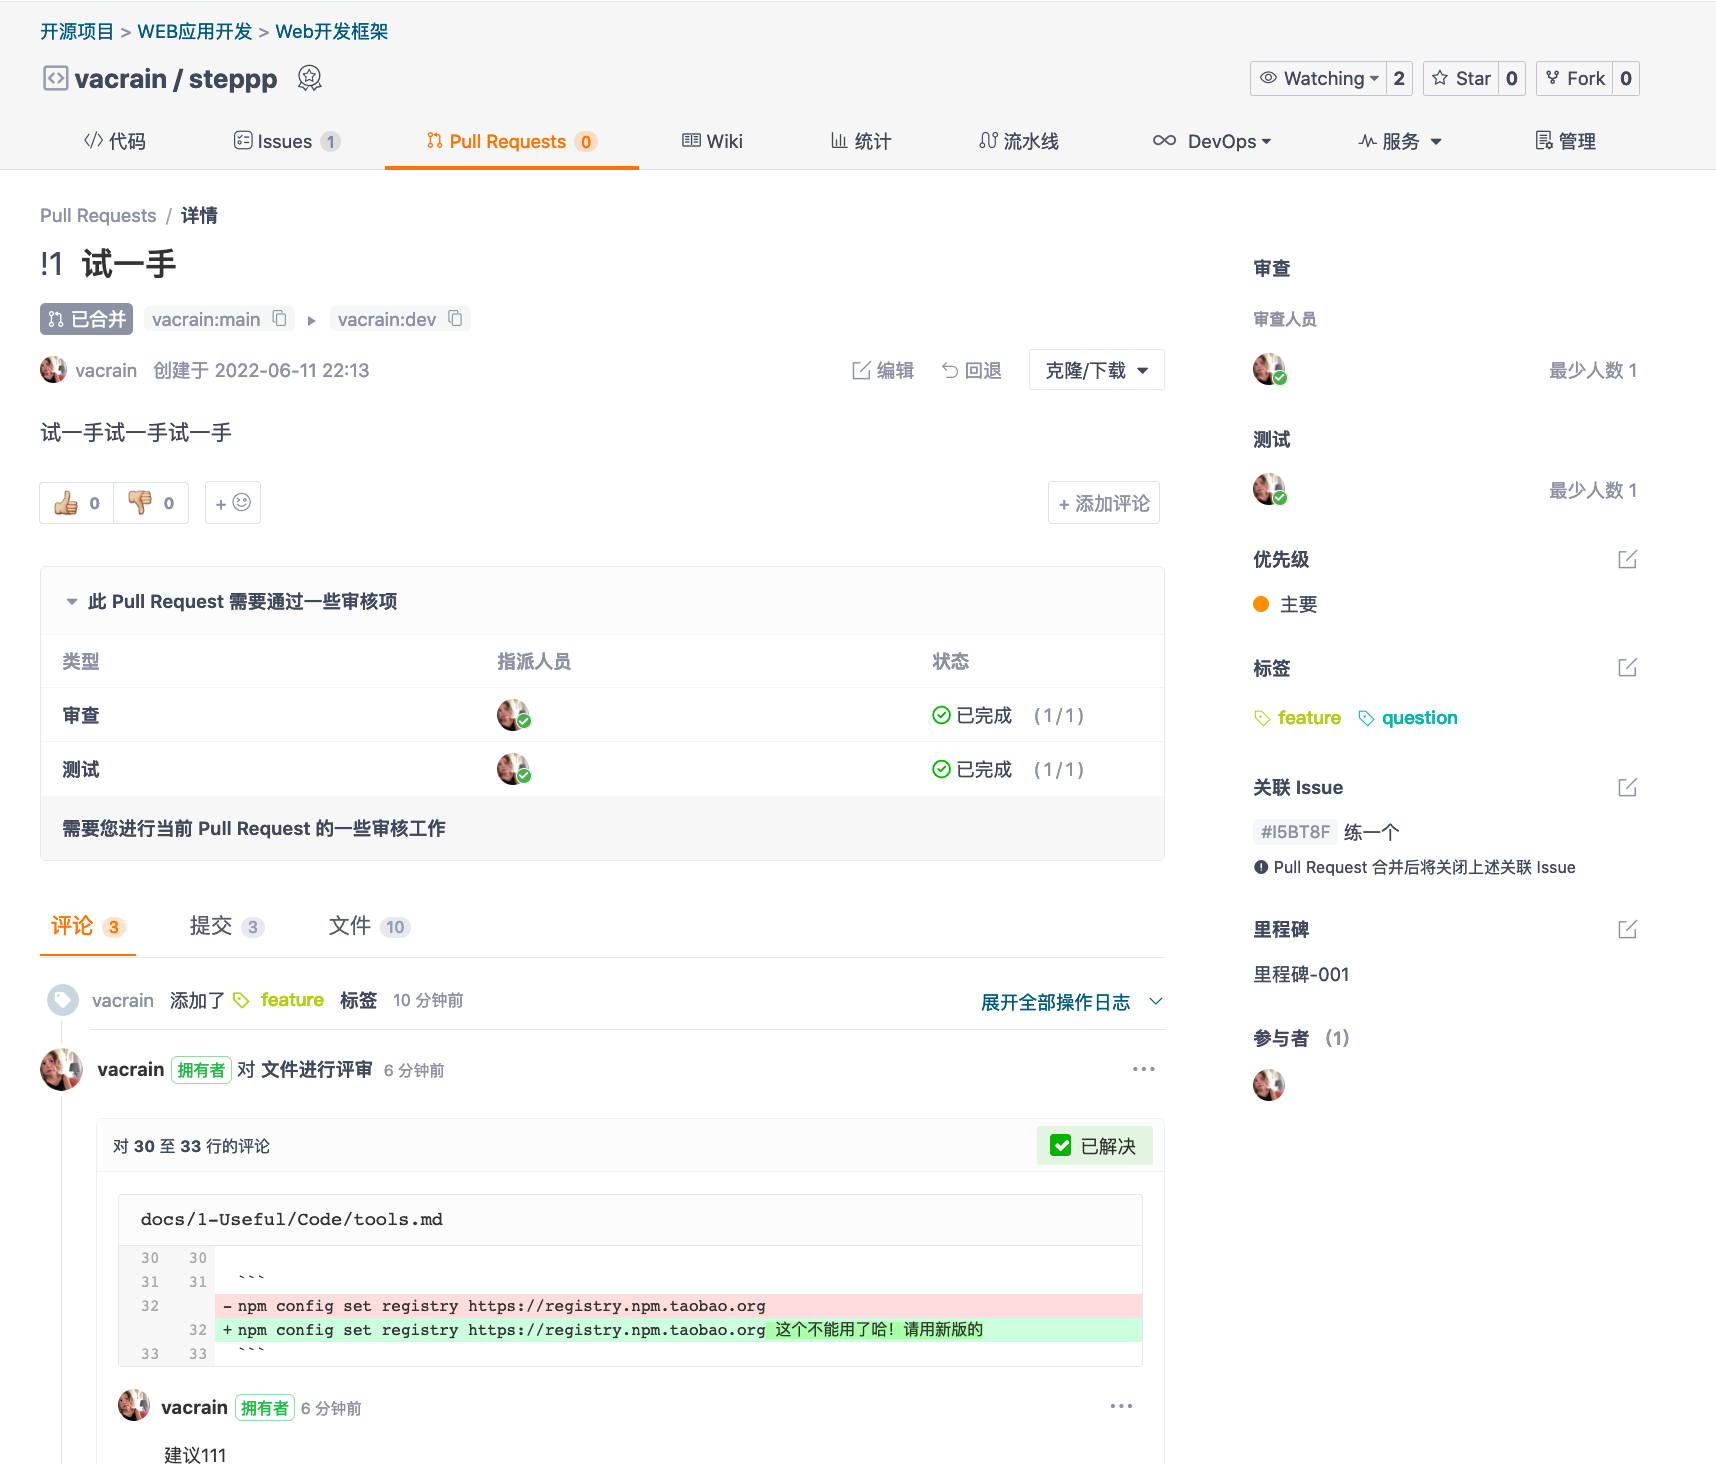 开源项目 > WEB应用开发 > Web开发框架
vacrain / steppp
Watching 2 Star 0 Fork 0
代码 Issues 1 Pull Requests 0 Wiki 统计 流水线 DevOps 服务 管理
Pull Requests / 详情
!1 试一手
已合并 vacrain:main vacrain:dev
vacrain 创建于 2022-06-11 22:13 编辑 回退 克隆/下载
试一手试一手试一手
0 0 + + 添加评论
此 Pull Request 需要通过一些审核项
类型 指派人员 状态
审查 已完成 (1/1)
测试 已完成 (1/1)
需要您进行当前 Pull Request 的一些审核工作
评论 3 提交 3 文件 10
vacrain 添加了 feature 标签 10 分钟前 展开全部操作日志
vacrain 拥有者 对 文件进行评审 6 分钟前
对 30 至 33 行的评论 已解决
docs/1-Useful/Code/tools.md
30 30
31 31 ```
32 - npm config set registry https://registry.npm.taobao.org
32 + npm config set registry https://registry.npm.taobao.org 这个不能用了哈！请用新版的
33 33 ```
vacrain 拥有者 6 分钟前
建议111
审查
审查人员
最少人数 1
测试
最少人数 1
优先级
主要
标签
feature question
关联 Issue
#I5BT8F 练一个
Pull Request 合并后将关闭上述关联 Issue
里程碑
里程碑-001
参与者 (1)